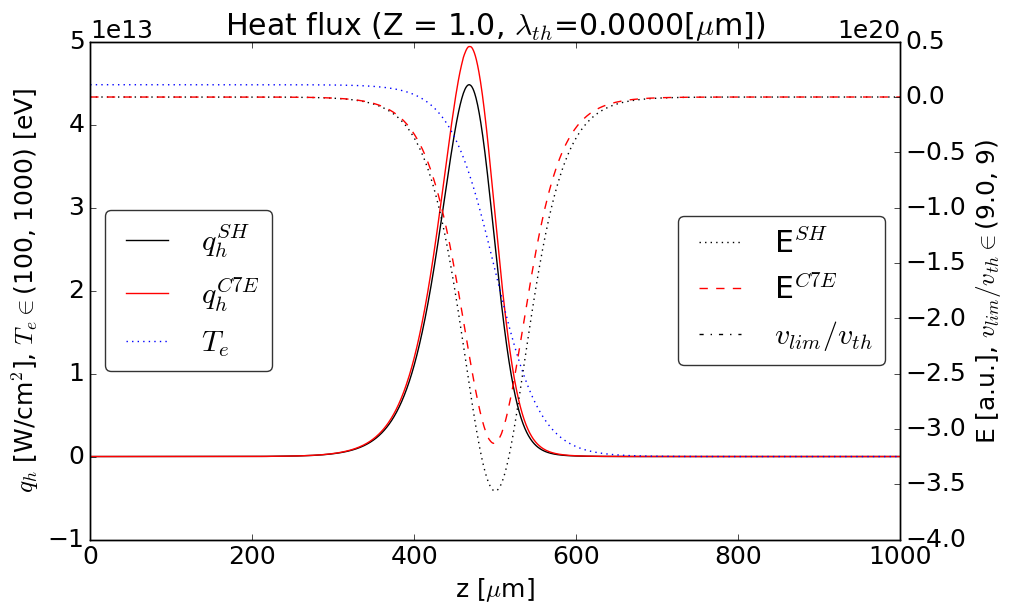 Heat flux (Z = 1.0, λ_th=0.0000[μm])
1e13
1e20
5
4
3
2
1
0
−1
0.5
0.0
−0.5
−1.0
−1.5
−2.0
−2.5
−3.0
−3.5
−4.0
q_h [W/cm²], T_e ∈ (100, 1000) [eV]
E [a.u.], v_lim/v_th ∈ (9.0, 9)
q_h^SH
q_h^C7E
T_e
E^SH
E^C7E
v_lim/v_th
0 200 400 600 800 1000
z [μm]